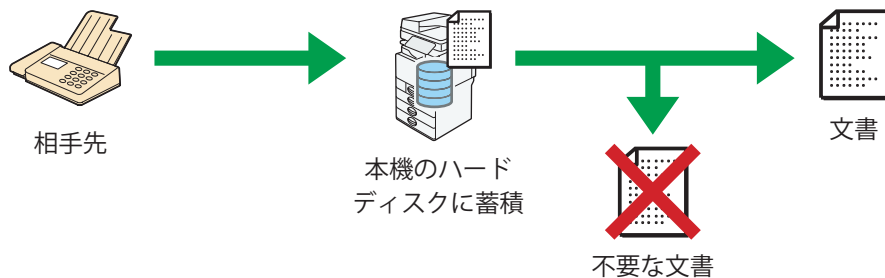 相手先
本機のハード
ディスクに蓄積
文書
不要な文書